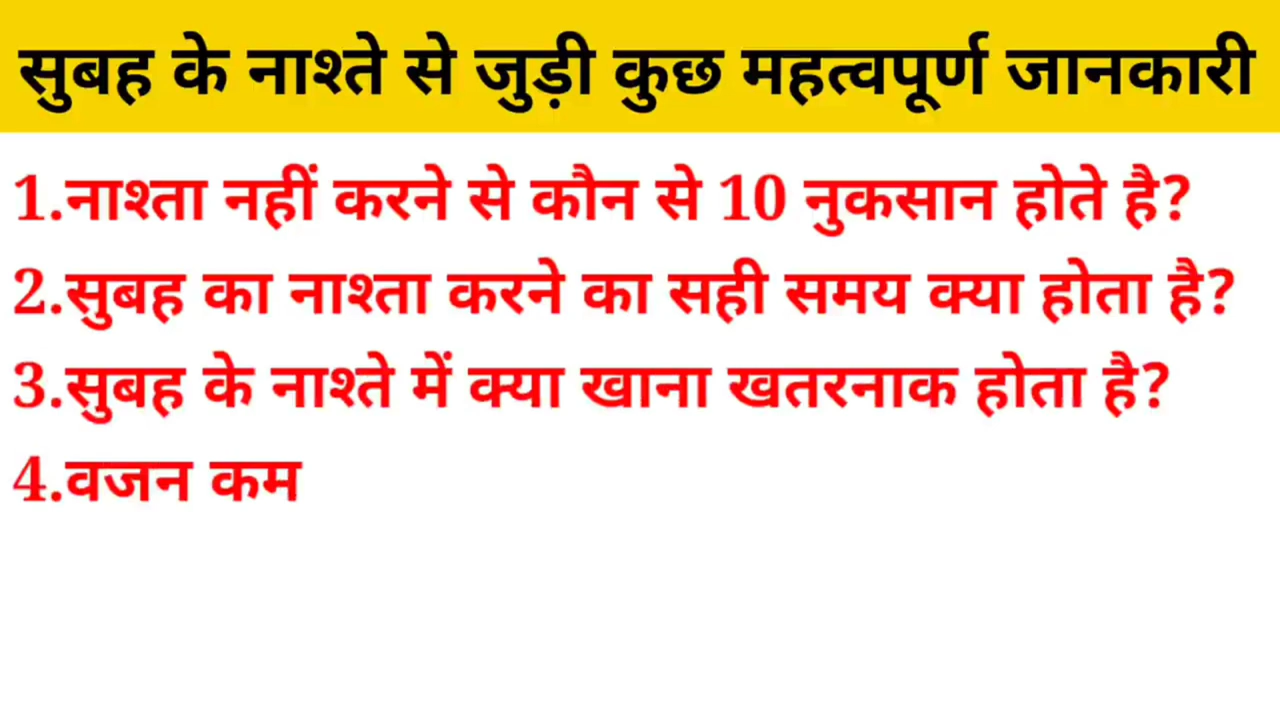 सुबह के नाश्ते से जुड़ी कुछ महत्वपूर्ण जानकारी
1.नाश्ता नहीं करने से कौन से 10 नुकसान होते है?
2.सुबह का नाश्ता करने का सही समय क्या होता है?
3.सुबह के नाश्ते में क्या खाना खतरनाक होता है?
4.वजन कम